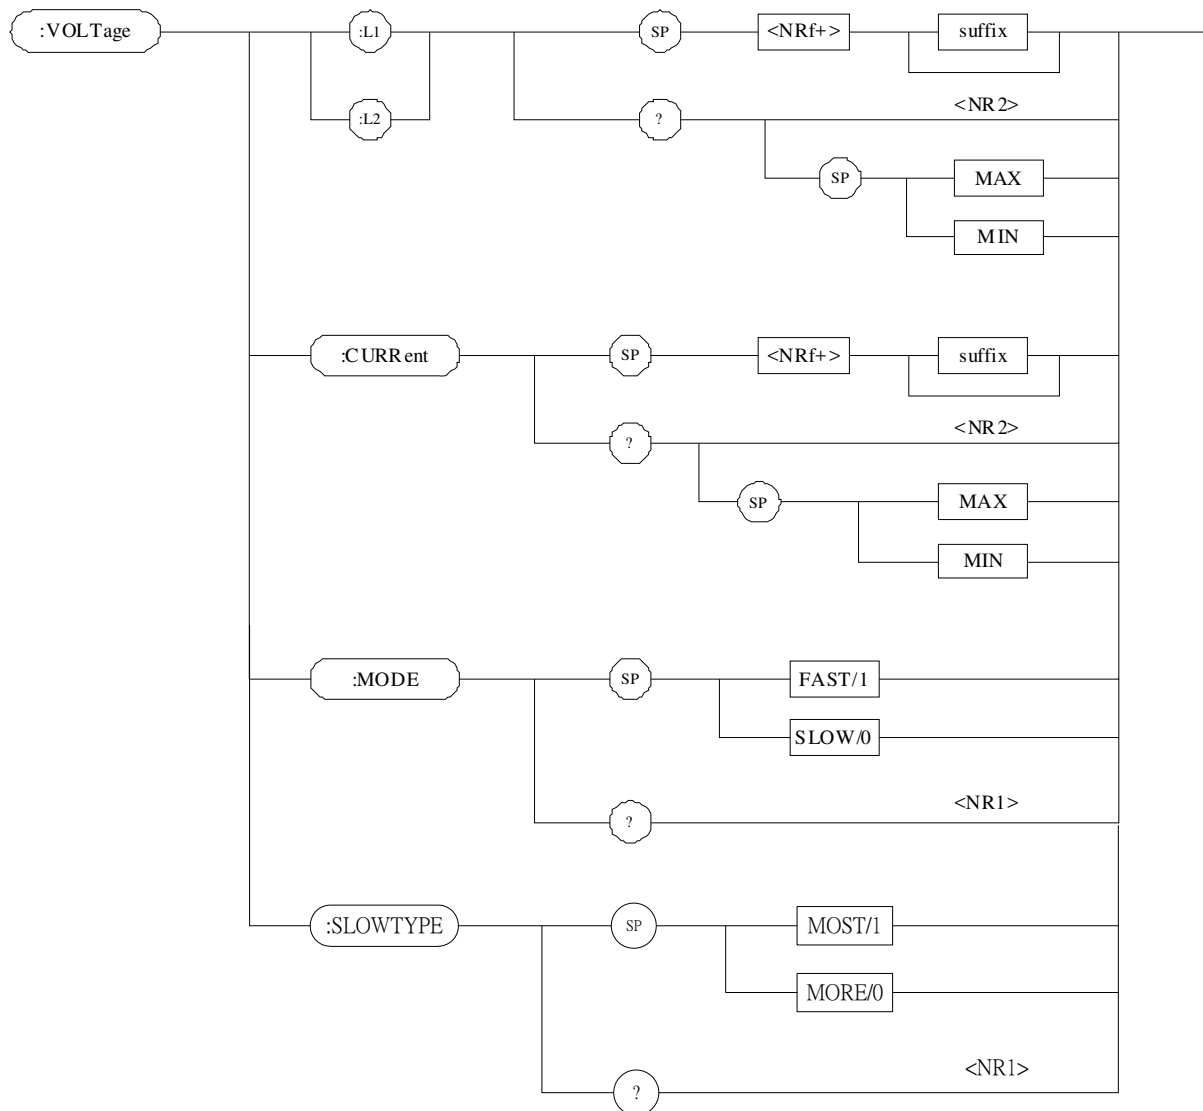 :VOLTage :L1 SP <NRf+> suffix
:L2 ? <NR2>
SP MAX
MIN
:CURRent SP <NRf+> suffix
? <NR2>
SP MAX
MIN
:MODE SP FAST/1
SLOW/0
? <NR1>
:SLOWTYPE SP MOST/1
MORE/0
? <NR1>